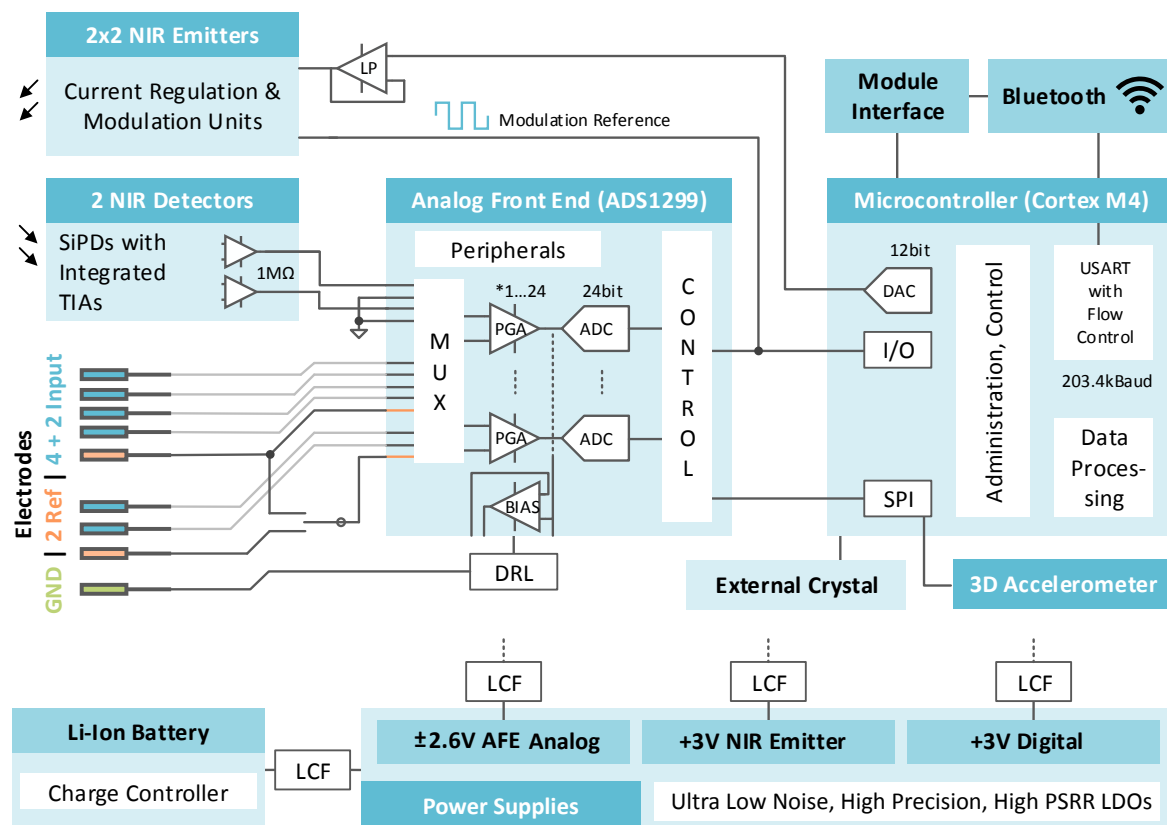 2x2 NIR Emitters
Current Regulation &
Modulation Units
LP
Modulation Reference
Module
Interface
Bluetooth
2 NIR Detectors
SiPDs with
Integrated
TIAs
1MΩ
Analog Front End (ADS1299)
Peripherals
MUX
*1...24
PGA
24bit
ADC
PGA
ADC
BIAS
CONTROL
DRL
Microcontroller (Cortex M4)
12bit
DAC
I/O
SPI
Administration, Control
USART
with
Flow
Control
203.4kBaud
Data
Proces-
sing
Electrodes
GND | 2 Ref | 4 + 2 Input
External Crystal
3D Accelerometer
LCF
LCF
LCF
Li-Ion Battery
Charge Controller
LCF
±2.6V AFE Analog
+3V NIR Emitter
+3V Digital
Power Supplies
Ultra Low Noise, High Precision, High PSRR LDOs